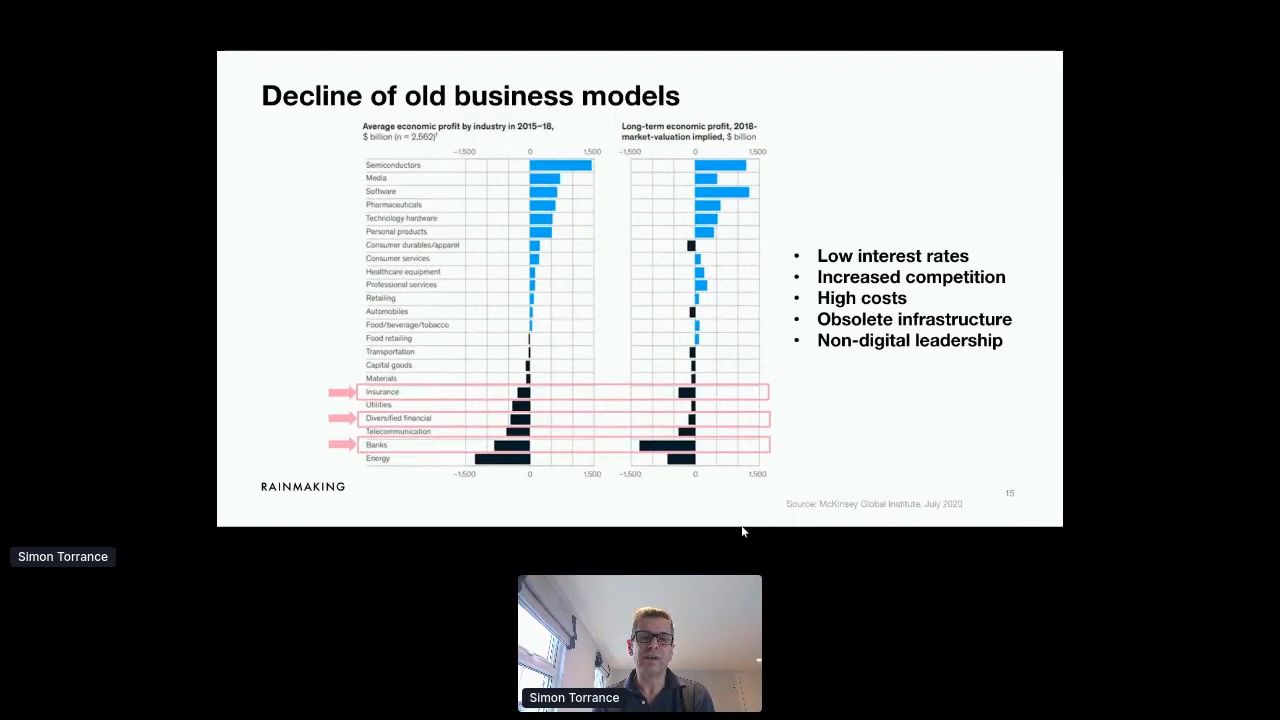 Decline of old business models
Average economic profit by industry in 2015–18,
$ billion (n = 2,562)¹
Long-term economic profit, 2018-
market-valuation implied, $ billion
−1,500 0 1,500
−1,500 0 1,500
Semiconductors
Media
Software
Pharmaceuticals
Technology hardware
Personal products
Consumer durables/apparel
Consumer services
Healthcare equipment
Professional services
Retailing
Automobiles
Food/beverage/tobacco
Food retailing
Transportation
Capital goods
Materials
Insurance
Utilities
Diversified financial
Telecommunication
Banks
Energy
−1,500 0 1,500
−1,500 0 1,500
• Low interest rates
• Increased competition
• High costs
• Obsolete infrastructure
• Non-digital leadership
RAINMAKING
15
Source: McKinsey Global Institute, July 2020
Simon Torrance
Simon Torrance